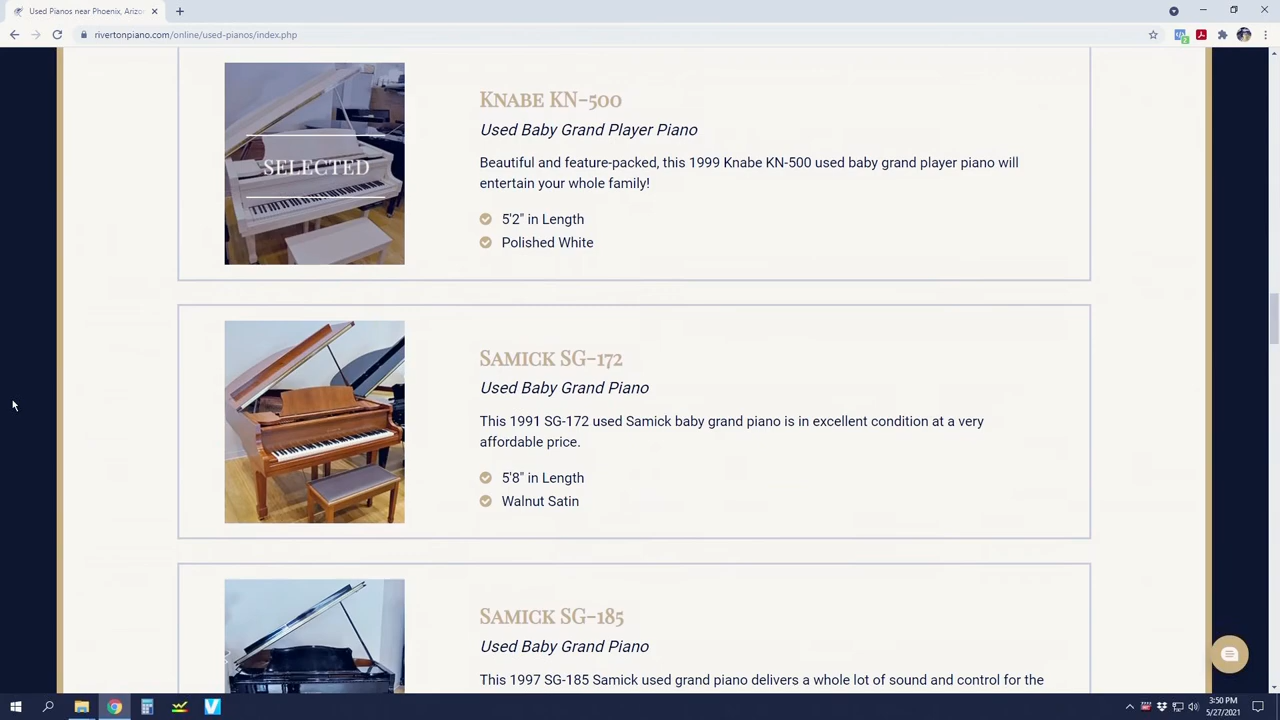 Used Pianos near Phoenix, Arizo
rivertonpiano.com/online/used-pianos/index.php
2
SELECTED
Knabe KN-500
Used Baby Grand Player Piano
Beautiful and feature-packed, this 1999 Knabe KN-500 used baby grand player piano will
entertain your whole family!
5'2" in Length
Polished White
Samick SG-172
Used Baby Grand Piano
This 1991 SG-172 used Samick baby grand piano is in excellent condition at a very
affordable price.
5'8" in Length
Walnut Satin
Samick SG-185
Used Baby Grand Piano
This 1997 SG-185 Samick used grand piano delivers a whole lot of sound and control for the
3:50 PM
5/27/2021